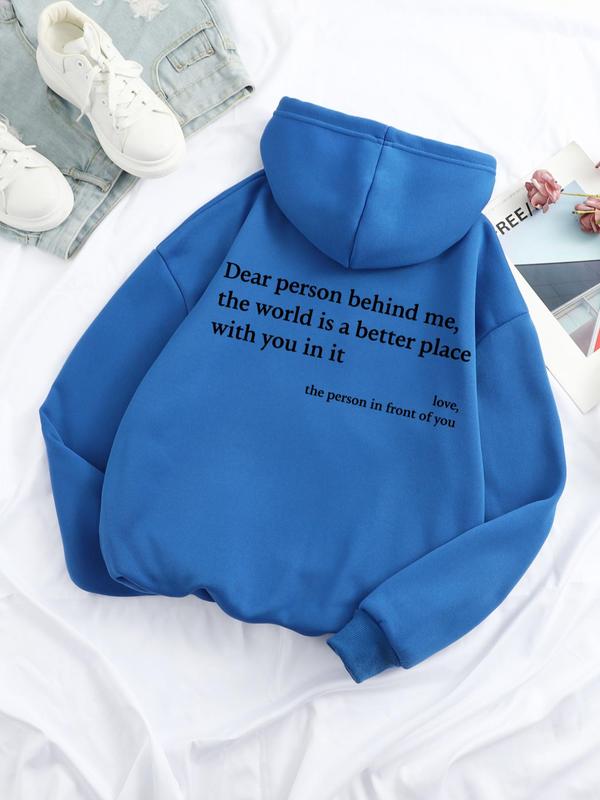 Dear person behind me,
the world is a better place
with you in it
love,
the person in front of you
REE